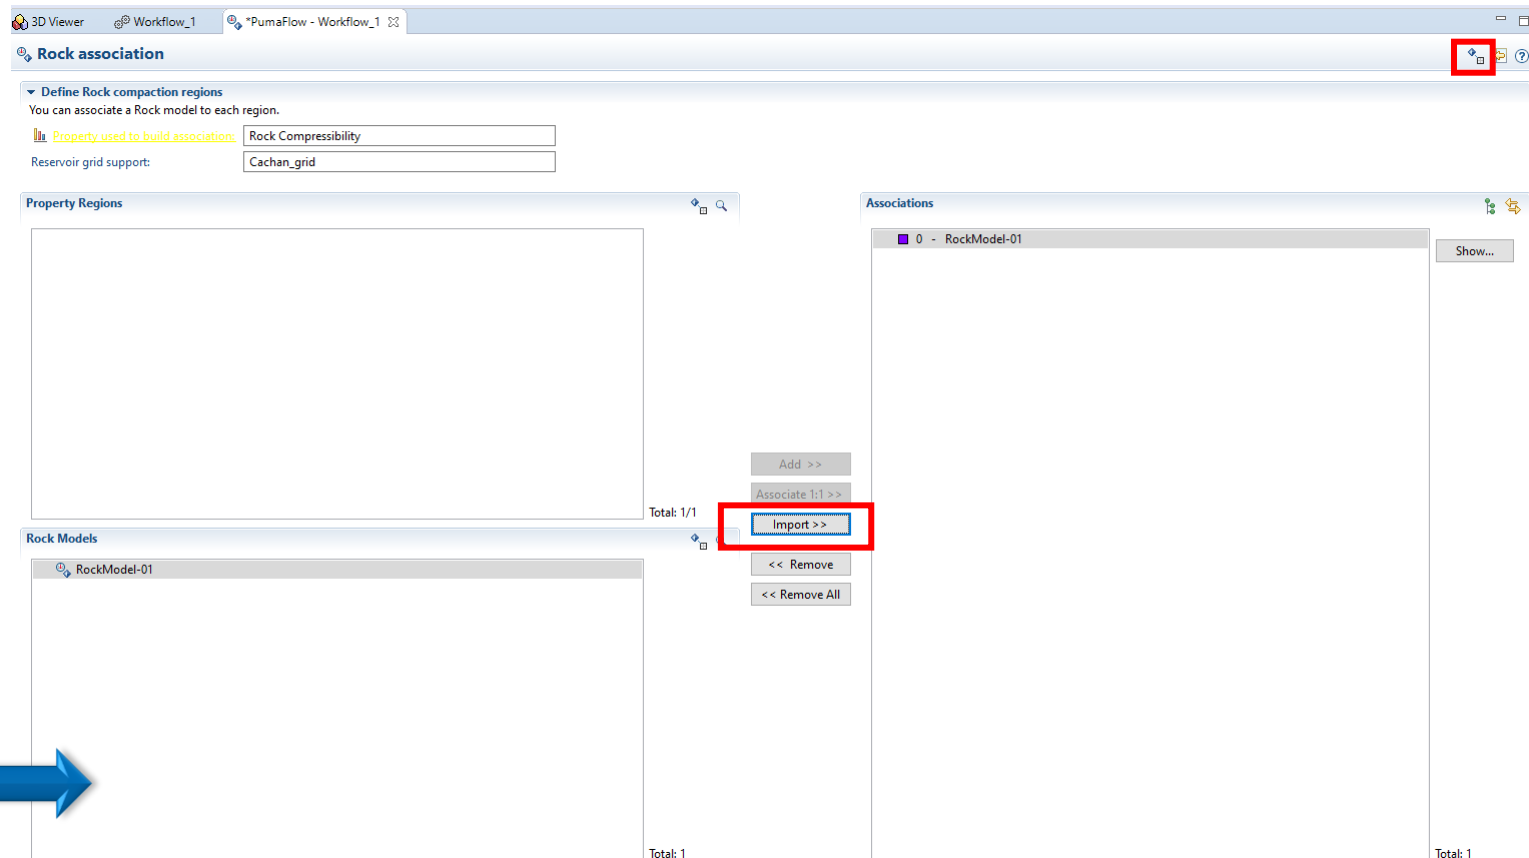 3D Viewer Workflow_1 *PumaFlow - Workflow_1
Rock association
Define Rock compaction regions
You can associate a Rock model to each region.
Property used to build association: Rock Compressibility
Reservoir grid support: Cachan_grid
Property Regions
Total: 1/1
Rock Models
RockModel-01
Total: 1
Add >>
Associate 1:1 >>
Import >>
<< Remove
<< Remove All
Associations
0 - RockModel-01
Show...
Total: 1